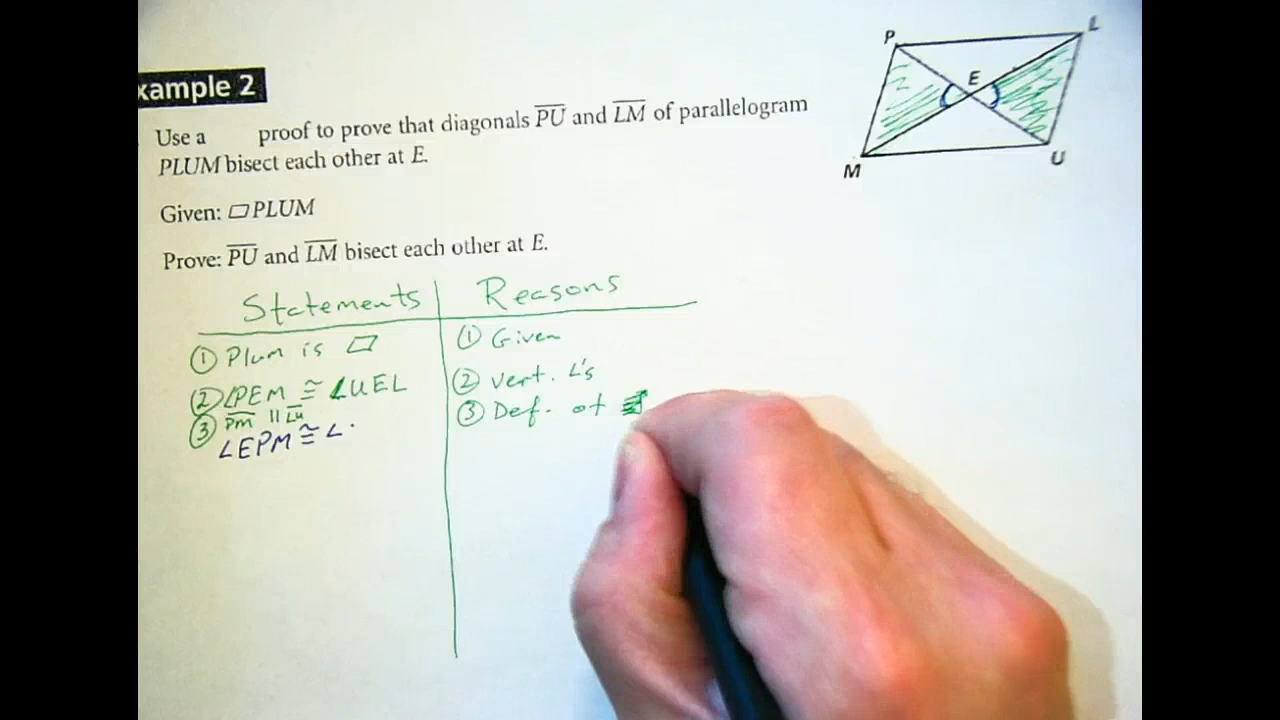 xample 2
Use a proof to prove that diagonals PU and LM of parallelogram
PLUM bisect each other at E.
Given: ▱PLUM
Prove: PU and LM bisect each other at E.
Statements Reasons
① Plum is ▱ ① Given
② ∠PEM ≅ ∠UEL ② Vert. ∠'s
③ PM || LU ③ Def. of
∠EPM ≅ ∠
P
L
E
M
U